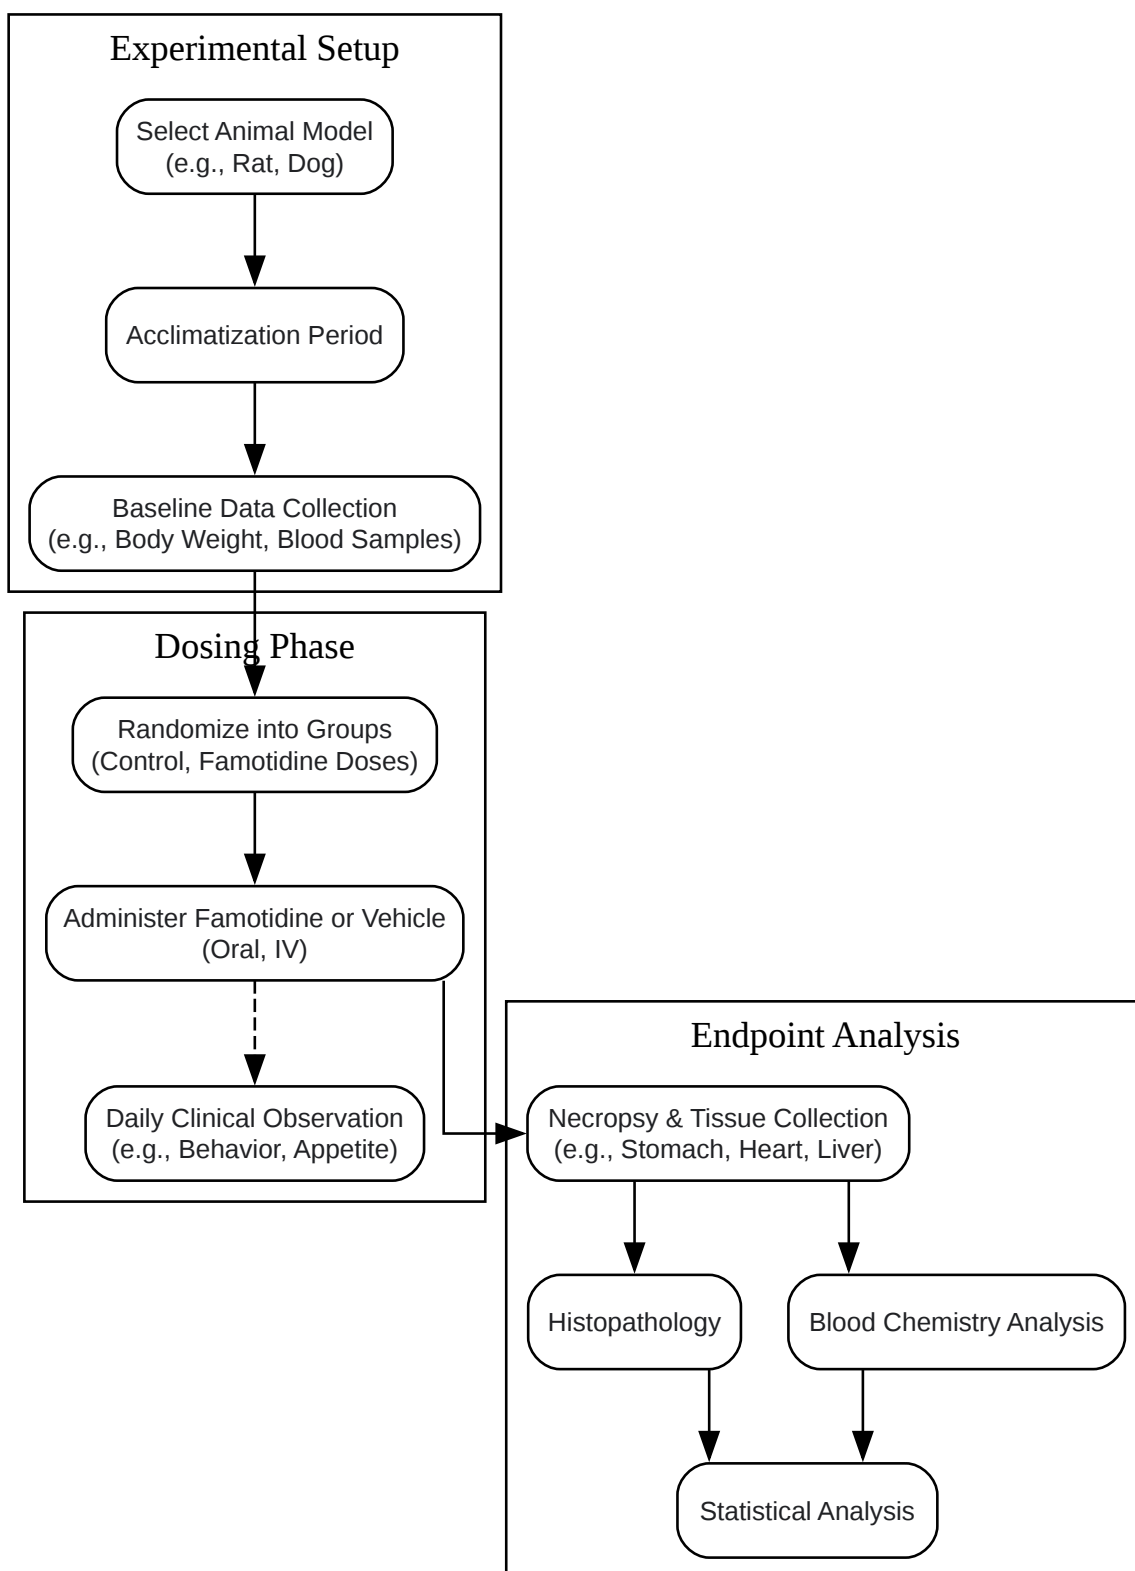 Experimental Setup
Select Animal Model
(e.g., Rat, Dog)
Acclimatization Period
Baseline Data Collection
(e.g., Body Weight, Blood Samples)
Dosing Phase
Randomize into Groups
(Control, Famotidine Doses)
Administer Famotidine or Vehicle
(Oral, IV)
Daily Clinical Observation
(e.g., Behavior, Appetite)
Endpoint Analysis
Necropsy & Tissue Collection
(e.g., Stomach, Heart, Liver)
Histopathology
Blood Chemistry Analysis
Statistical Analysis